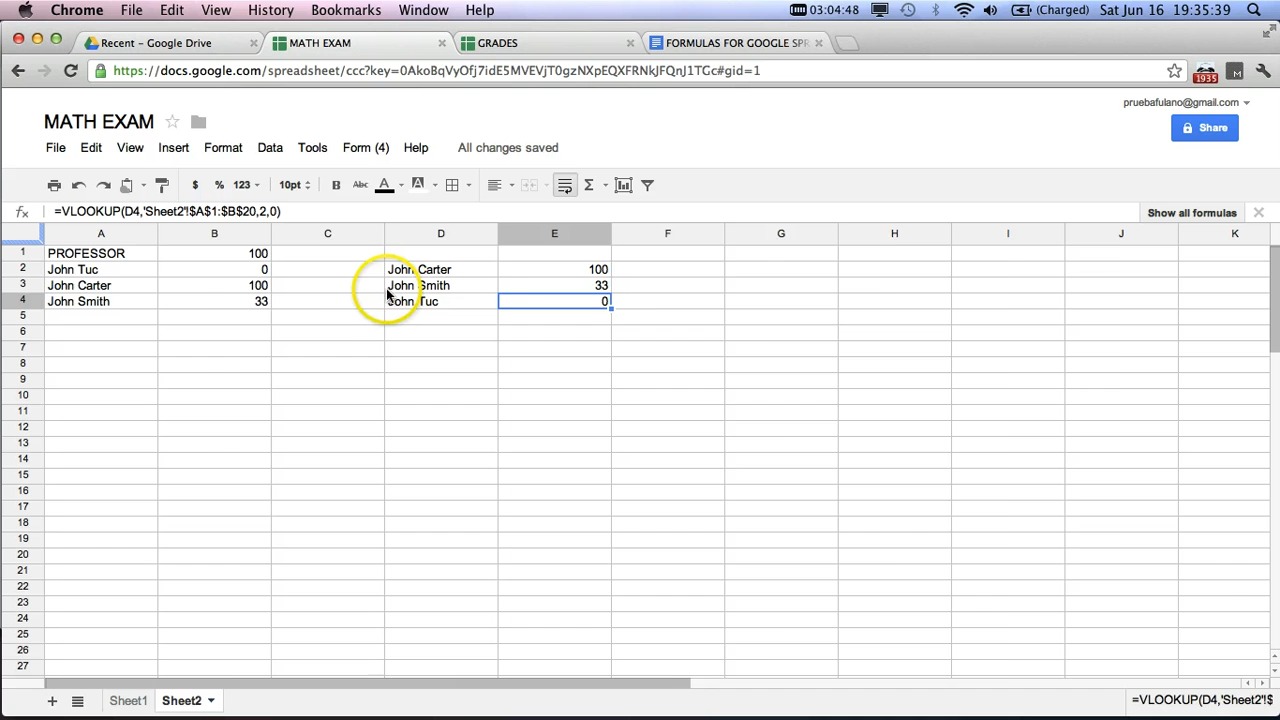 Chrome File Edit View History Bookmarks Window Help 03:04:48 (Charged) Sat Jun 16 19:35:39
Recent – Google Drive MATH EXAM GRADES FORMULAS FOR GOOGLE SPR
https://docs.google.com/spreadsheet/ccc?key=0AkoBqVyOfj7idE5MVEVjT0gzNXpEQXFRNkJFQnJ1TGc#gid=1 1935
pruebafulano@gmail.com
MATH EXAM
Share
File Edit View Insert Format Data Tools Form (4) Help All changes saved
$ % 123 10pt B Abc A A Σ
fx =VLOOKUP(D4,'Sheet2'!$A$1:$B$20,2,0) Show all formulas
A B C D E F G H I J K
1 PROFESSOR 100
2 John Tuc 0 John Carter 100
3 John Carter 100 John Smith 33
4 John Smith 33 John Tuc 0
5
6
7
8
9
10
11
12
13
14
15
16
17
18
19
20
21
22
23
24
25
26
27
Sheet1 Sheet2 =VLOOKUP(D4,'Sheet2'!$